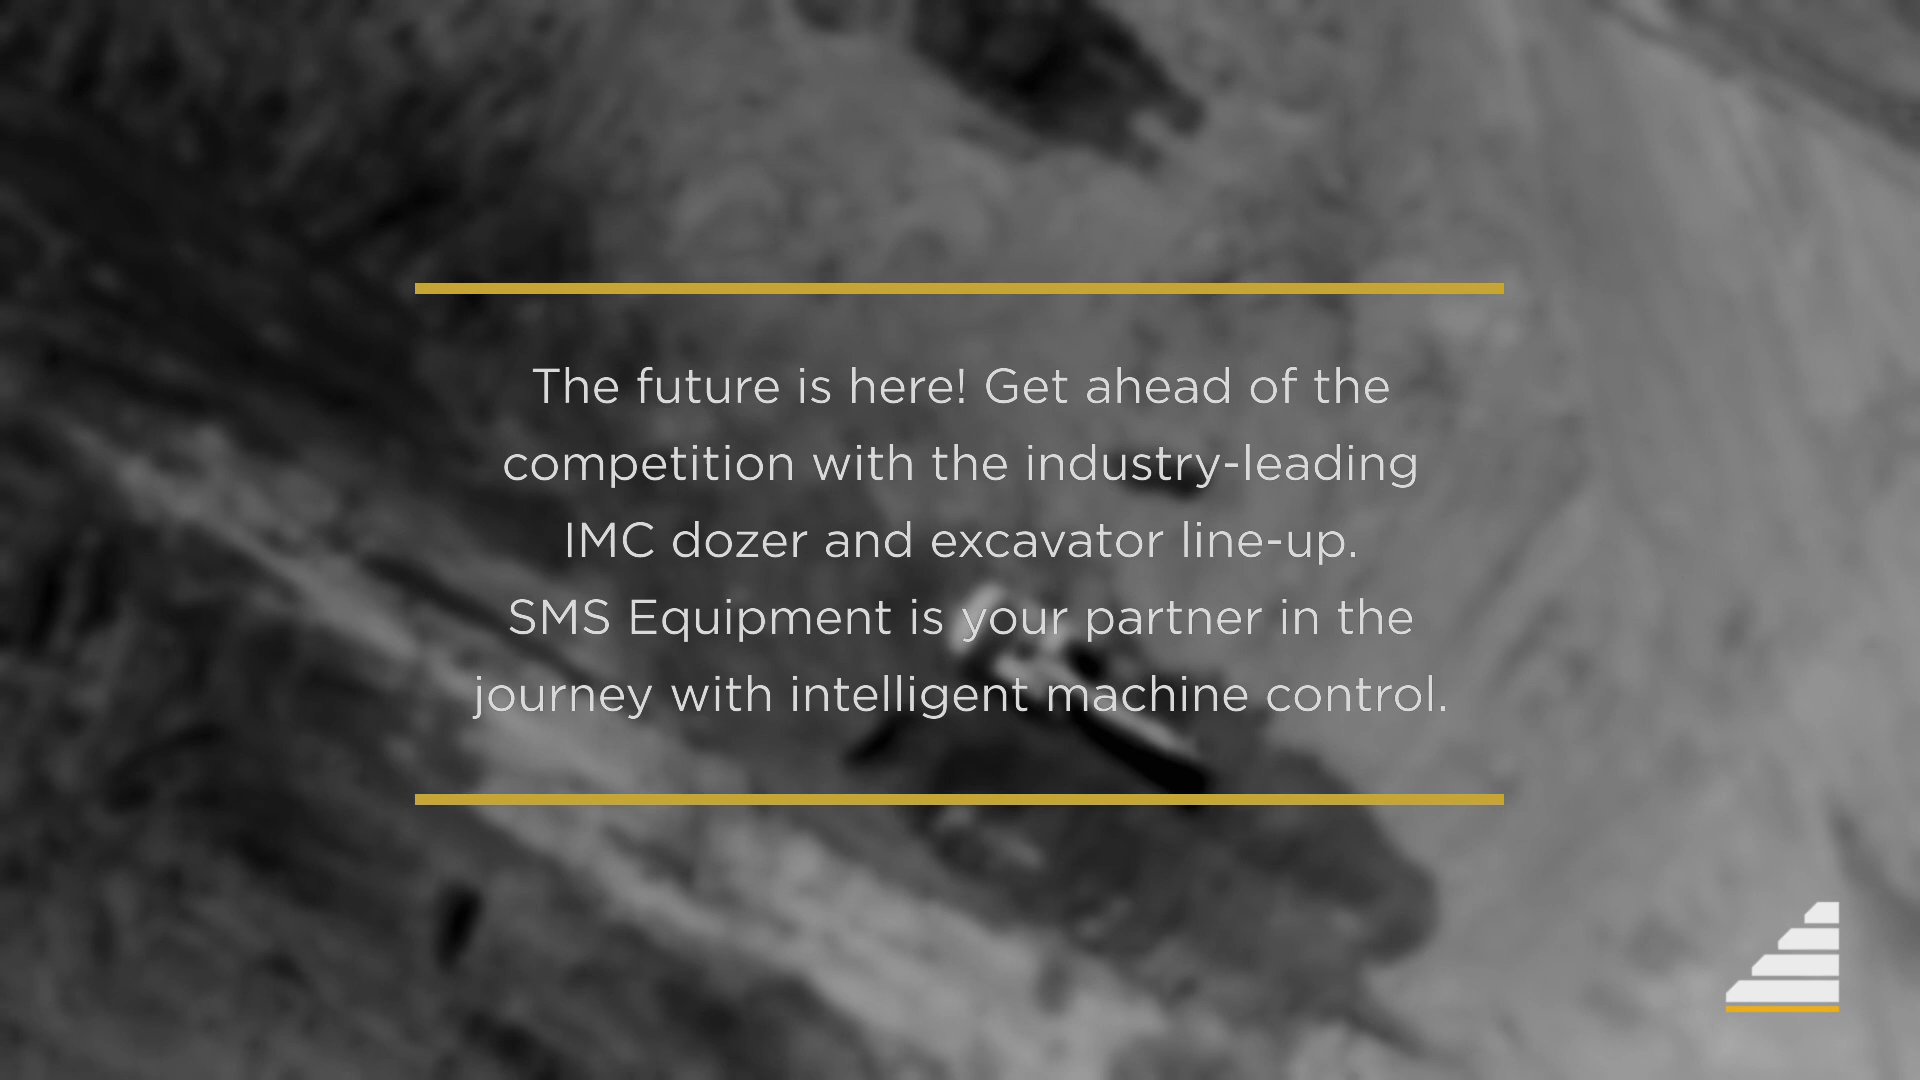 The future is here! Get ahead of the
competition with the industry-leading
IMC dozer and excavator line-up.
SMS Equipment is your partner in the
journey with intelligent machine control.